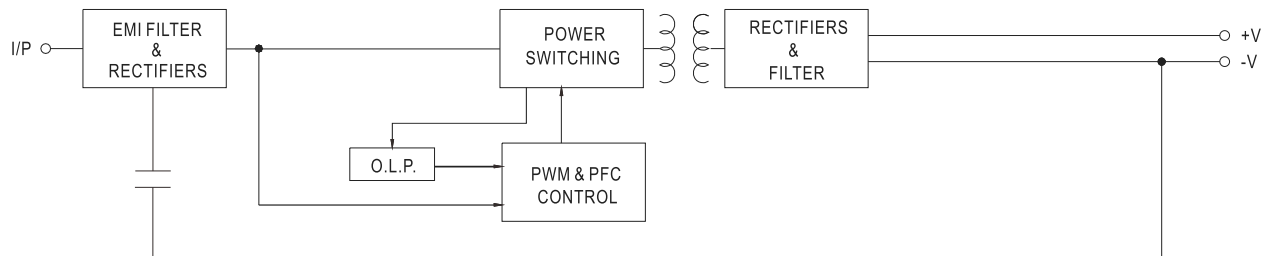 I/P
EMI FILTER
&
RECTIFIERS
POWER
SWITCHING
RECTIFIERS
&
FILTER
+V
-V
O.L.P.
PWM & PFC
CONTROL